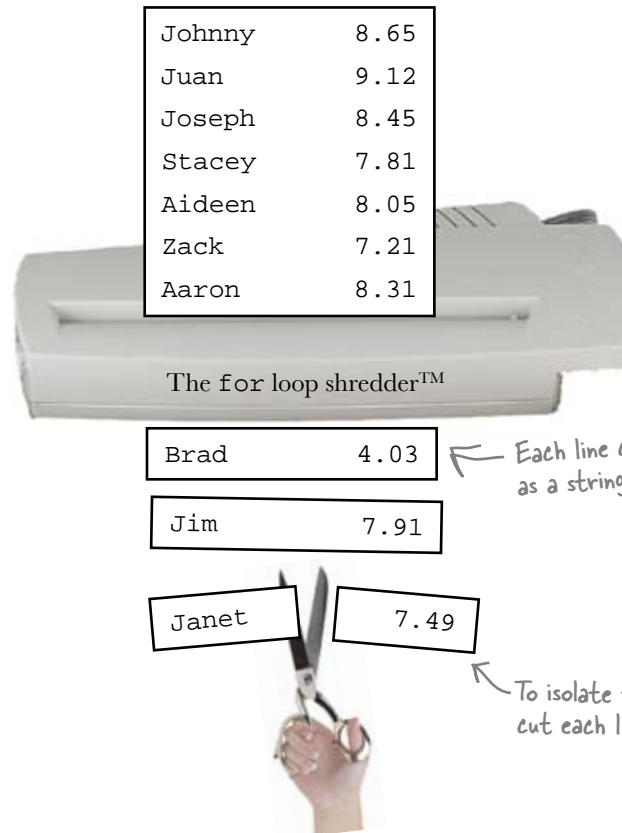 Johnny 8.65
Juan 9.12
Joseph 8.45
Stacey 7.81
Aideen 8.05
Zack 7.21
Aaron 8.31
The for loop shredder™
Brad 4.03
Each line
as a string
Jim 7.91
Janet 7.49
To isolate
cut each